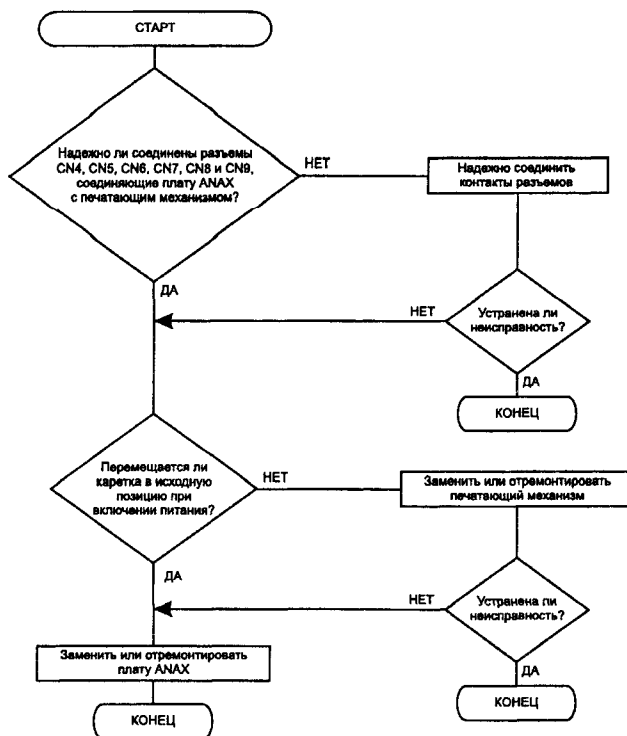 СТАРТ
Надежно ли соединены разъемы
CN4, CN5, CN6, CN7, CN8 и CN9,
соединяющие плату ANAX
с печатающим механизмом?
НЕТ
Надежно соединить
контакты разъемов
ДА
НЕТ
Устранена ли
неисправность?
ДА
КОНЕЦ
Перемещается ли
каретка в исходную
позицию при
включении питания?
НЕТ
Заменить или отремонтировать
печатающий механизм
ДА
НЕТ
Устранена ли
неисправность?
Заменить или отремонтировать
плату ANAX
ДА
КОНЕЦ
КОНЕЦ